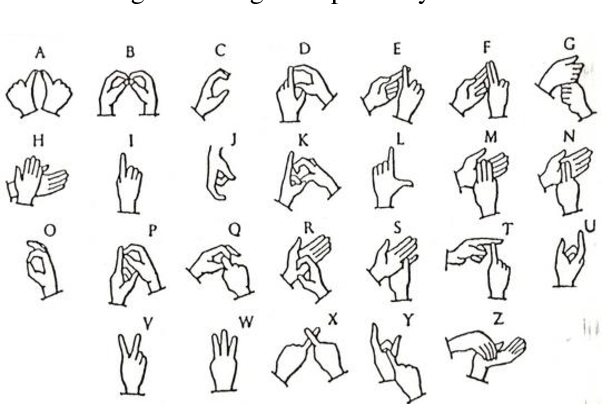 A B C D E F G
H I J K L M N
O P Q R S T U
V W X Y Z